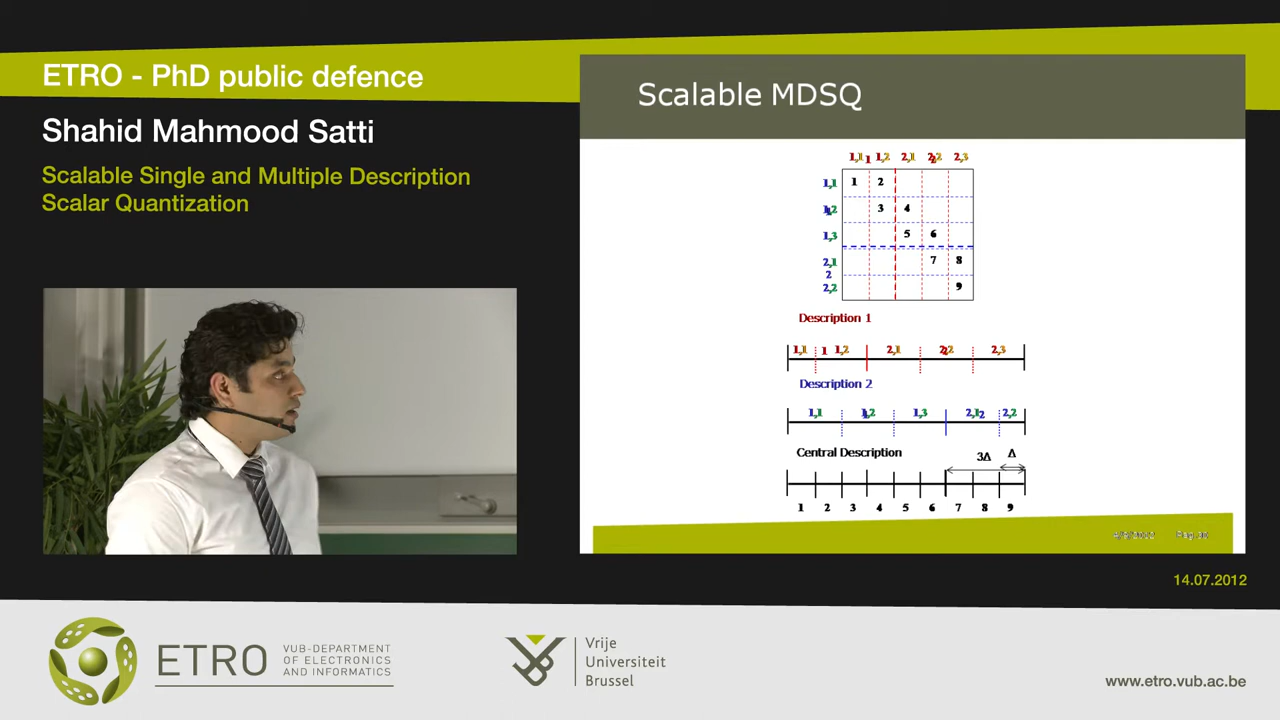 ETRO - PhD public defence
Shahid Mahmood Satti
Scalable Single and Multiple Description
Scalar Quantization
Scalable MDSQ
1,1 1 1,2 2,1 2,2 2,3
1,1 1 2
1,2 3 4
1,3 5 6
2,1 7 8
2
2,2 9
Description 1
1,1 1 1,2 2,1 2,2 2,3
Description 2
1,1 1,2 1,3 2,1 2 2,2
Central Description 3Δ Δ
1 2 3 4 5 6 7 8 9
14.07.2012
ETRO
VUB-DEPARTMENT
OF ELECTRONICS
AND INFORMATICS
Vrije
Universiteit
Brussel
www.etro.vub.ac.be